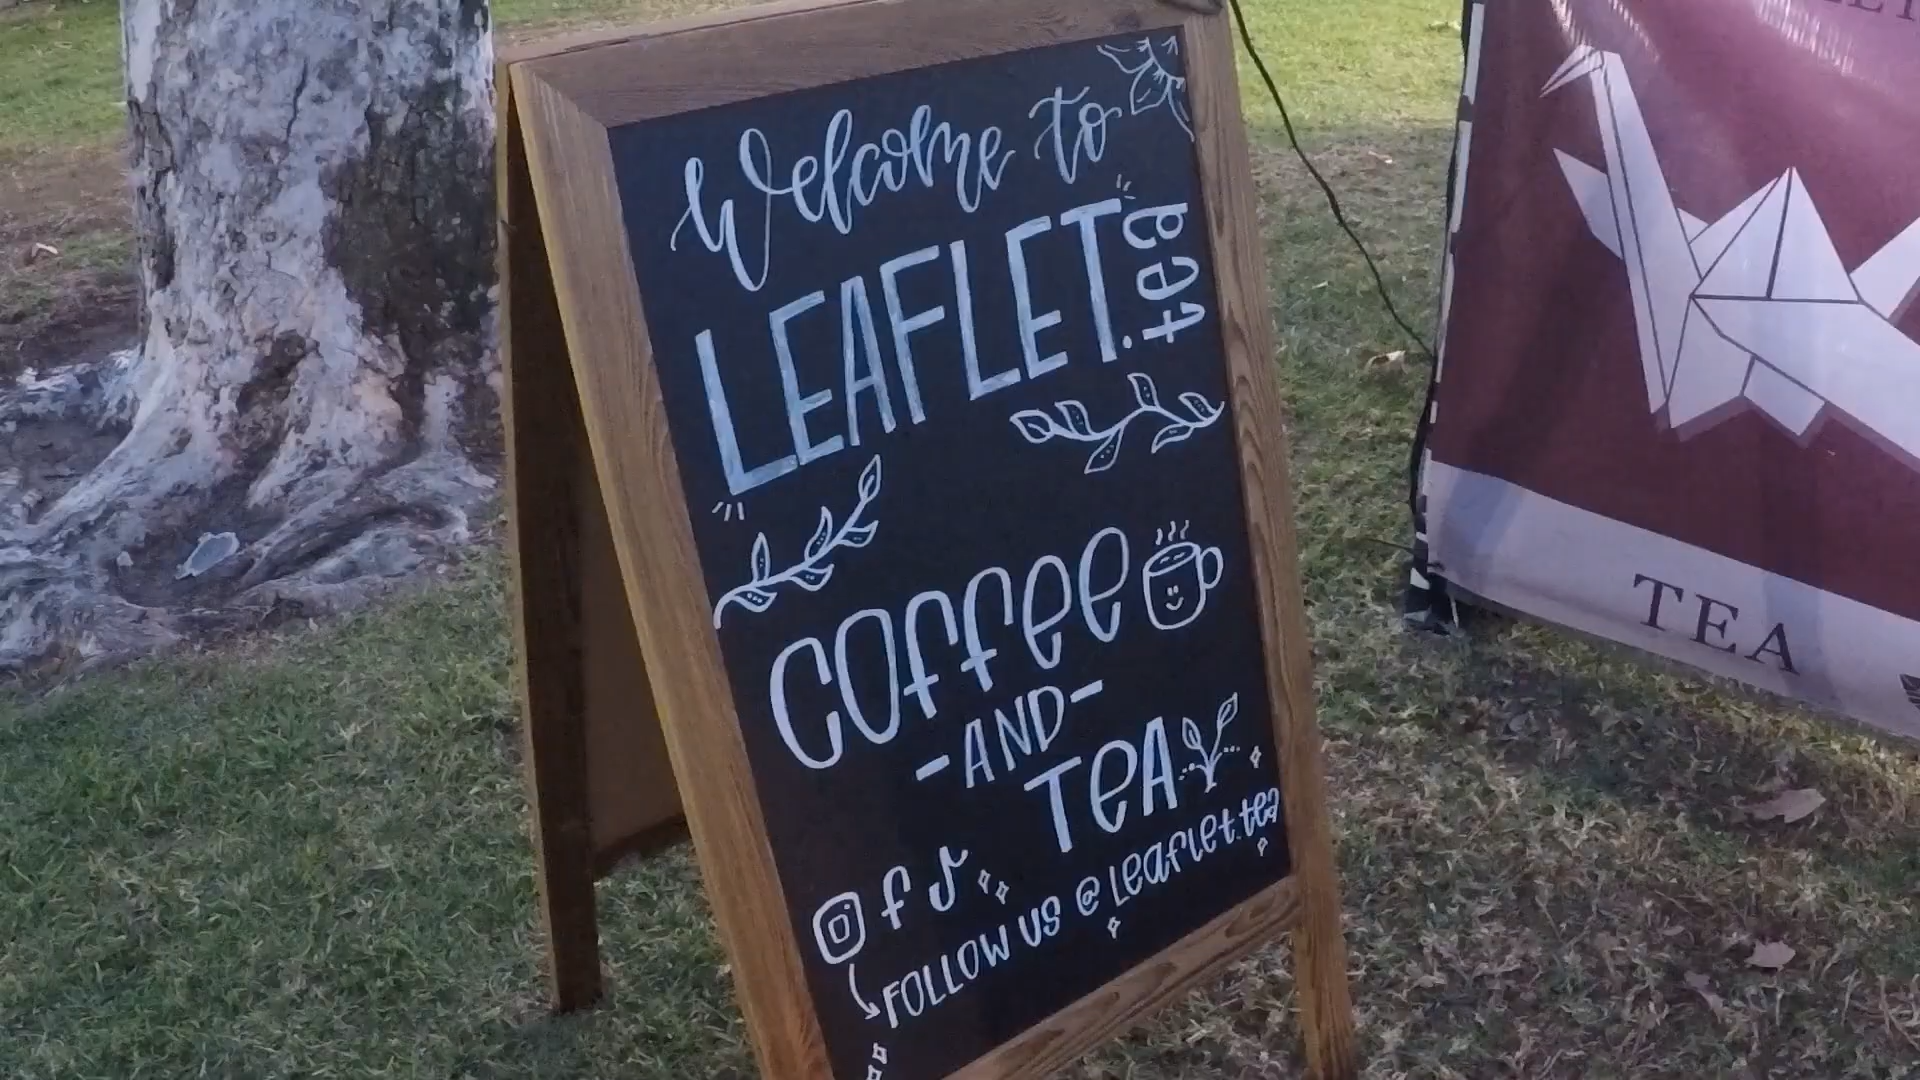 Welcome to
LEAFLET.tea
COFFEE
-AND-
TEA
FOLLOW US @ Leaflet.tea
TEA